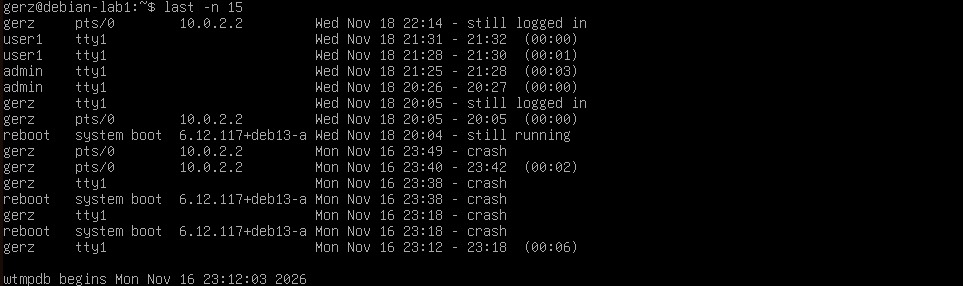 gerz@debian-lab1:~$ last -n 15
gerz     pts/0        10.0.2.2         Wed Nov 18 22:14 - still logged in
user1    tty1                          Wed Nov 18 21:31 - 21:32  (00:00)
user1    tty1                          Wed Nov 18 21:28 - 21:30  (00:01)
admin    tty1                          Wed Nov 18 21:25 - 21:28  (00:03)
admin    tty1                          Wed Nov 18 20:26 - 20:27  (00:00)
gerz     tty1                          Wed Nov 18 20:05 - still logged in
gerz     pts/0        10.0.2.2         Wed Nov 18 20:05 - 20:05  (00:00)
reboot   system boot  6.12.117+deb13-a Wed Nov 18 20:04 - still running
gerz     pts/0        10.0.2.2         Mon Nov 16 23:49 - crash
gerz     pts/0        10.0.2.2         Mon Nov 16 23:40 - 23:42  (00:02)
gerz     tty1                          Mon Nov 16 23:38 - crash
reboot   system boot  6.12.117+deb13-a Mon Nov 16 23:38 - crash
gerz     tty1                          Mon Nov 16 23:18 - crash
reboot   system boot  6.12.117+deb13-a Mon Nov 16 23:18 - crash
gerz     tty1                          Mon Nov 16 23:12 - 23:18  (00:06)
wtmpdb begins Mon Nov 16 23:12:03 2026